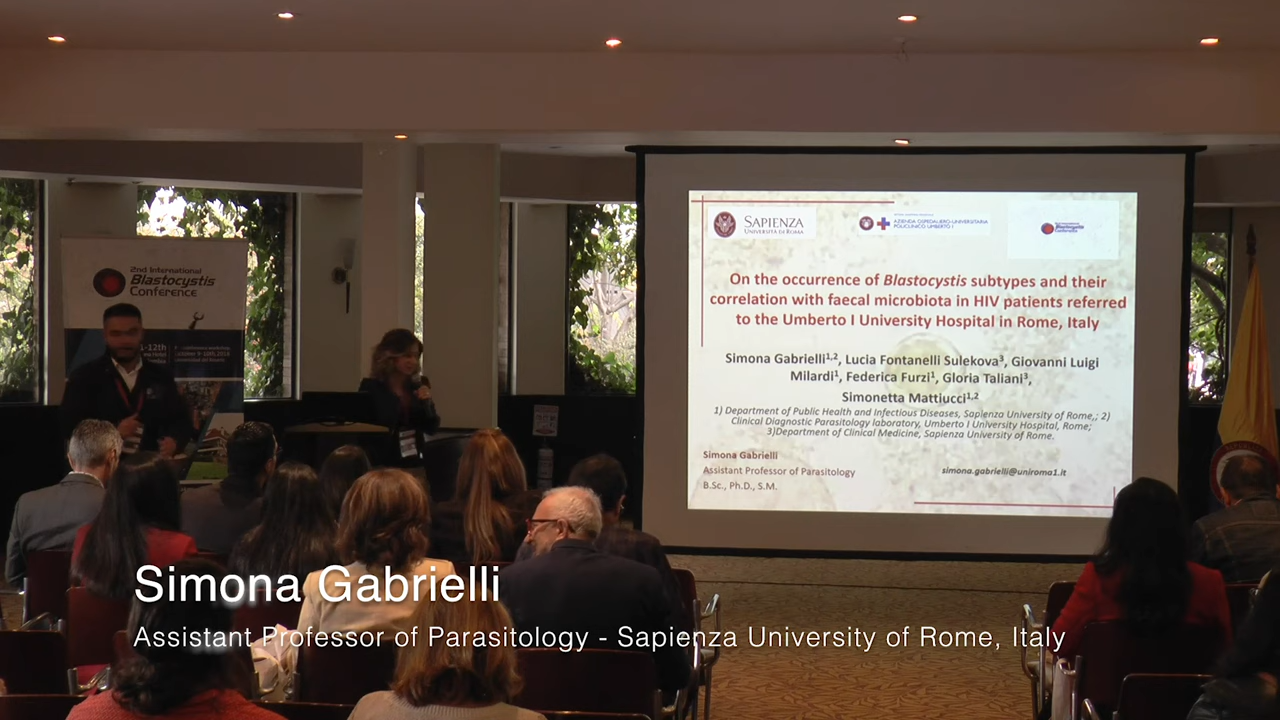 2nd International
Blastocystis
Conference
SAPIENZA
UNIVERSITÀ DI ROMA
AZIENDA OSPEDALIERO-UNIVERSITARIA
POLICLINICO UMBERTO I
On the occurrence of Blastocystis subtypes and their
correlation with faecal microbiota in HIV patients referred
to the Umberto I University Hospital in Rome, Italy
Simona Gabrielli1,2, Lucia Fontanelli Sulekova3, Giovanni Luigi
Milardi1, Federica Furzi1, Gloria Taliani3,
Simonetta Mattiucci1,2
1) Department of Public Health and Infectious Diseases, Sapienza University of Rome,; 2)
Clinical Diagnostic Parasitology laboratory, Umberto I University Hospital, Rome;
3)Department of Clinical Medicine, Sapienza University of Rome.
Simona Gabrielli
Assistant Professor of Parasitology
simona.gabrielli@uniroma1.it
B.Sc., Ph.D., S.M.
Simona Gabrielli
Assistant Professor of Parasitology - Sapienza University of Rome, Italy